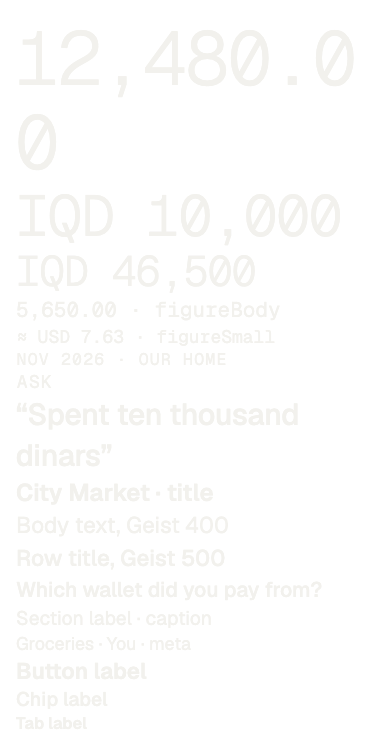 12,480.0
0
IQD 10,000
IQD 46,500
5,650.00 · figureBody
≈ USD 7.63 · figureSmall
NOV 2026 · OUR HOME
ASK
“Spent ten thousand
dinars”
City Market · title
Body text, Geist 400
Row title, Geist 500
Which wallet did you pay from?
Section label · caption
Groceries · You · meta
Button label
Chip label
Tab label